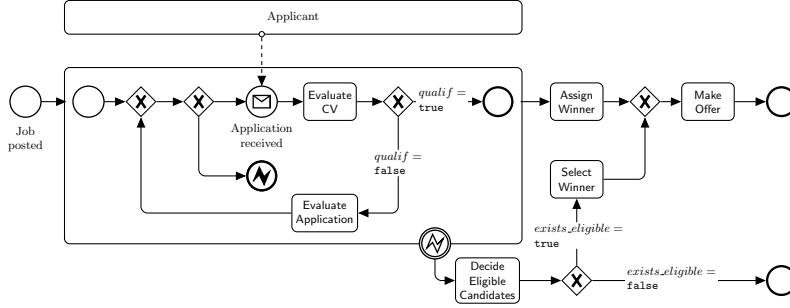 Applicant
Job
posted
Application
received
Evaluate
CV
qualif =
true
qualif =
false
Evaluate
Application
Assign
Winner
Make
Offer
Select
Winner
exists_eligible =
true
Decide
Eligible
Candidates
exists_eligible =
false